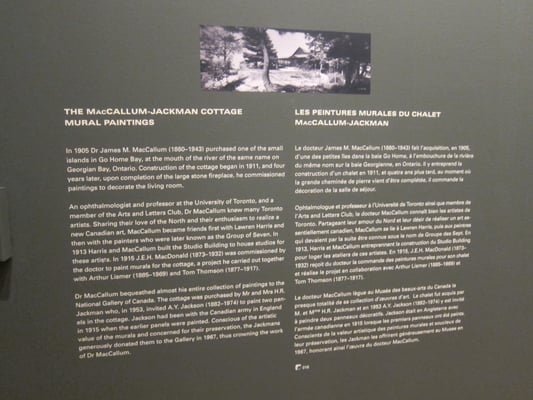 THE MACCALLUM-JACKMAN COTTAGE
MURAL PAINTINGS
In 1905 Dr James M. MacCallum (1860–1943) purchased one of the small
islands in Go Home Bay, at the mouth of the river of the same name on
Georgian Bay, Ontario. Construction of the cottage began in 1911, and four
years later, upon completion of the large stone fireplace, he commissioned
paintings to decorate the living room.
An ophthalmologist and professor at the University of Toronto, and a
member of the Arts and Letters Club, Dr MacCallum knew many Toronto
artists. Sharing their love of the North and their enthusiasm to realise a
new Canadian art, MacCallum became friends first with Lawren Harris and
then with the painters who were later known as the Group of Seven. In
1913 Harris and MacCallum built the Studio Building to house studios for
these artists. In 1915 J.E.H. MacDonald (1873–1932) was commissioned by
the doctor to paint murals for the cottage, a project he carried out together
with Arthur Lismer (1885–1969) and Tom Thomson (1877–1917).
Dr MacCallum bequeathed almost his entire collection of paintings to the
National Gallery of Canada. The cottage was purchased by Mr and Mrs H.R.
Jackman who, in 1953, invited A.Y. Jackson (1882–1974) to paint two pan-
els in the cottage. Jackson had been with the Canadian army in England
in 1915 when the earlier panels were painted. Conscious of the artistic
value of the murals and concerned for their preservation, the Jackmans
generously donated them to the Gallery in 1967, thus crowning the work
of Dr MacCallum.
LES PEINTURES MURALES DU CHALET
MACCALLUM-JACKMAN
Le docteur James M. MacCallum (1860–1943) fait l'acquisition, en 1905,
d'une des petites îles dans la baie Go Home, à l'embouchure de la rivière
du même nom sur la baie Georgienne, en Ontario. Il y entreprend la
construction d'un chalet en 1911, et quatre ans plus tard, au moment où
la grande cheminée de pierre vient d'être complétée, il commande la
décoration de la salle de séjour.
Ophtalmologue et professeur à l'Université de Toronto ainsi que membre de
l'Arts and Letters Club, le docteur MacCallum connaît bien les artistes de
Toronto. Partageant leur amour du Nord et leur désir de réaliser un art es-
sentiellement canadien, MacCallum se lie à Lawren Harris, puis aux peintres
qui devaient par la suite être connus sous le nom de Groupe des Sept. En
1913, Harris et MacCallum entreprennent la construction du Studio Building
pour loger les ateliers de ces artistes. En 1915, J.E.H. MacDonald (1873–
1932) reçoit du docteur la commande des peintures murales pour son chalet
et réalise le projet en collaboration avec Arthur Lismer (1885–1969) et
Tom Thomson (1877–1917).
Le docteur MacCallum lègue au Musée des beaux-arts du Canada la
presque totalité de sa collection d'œuvres d'art. Le chalet fut acquis par
M. et Mme H.R. Jackman et en 1953 A.Y. Jackson (1882–1974) y est invité
à peindre deux panneaux décoratifs. Jackson était en Angleterre avec
l'armée canadienne en 1915 lorsque les premiers panneaux ont été peints.
Conscients de la valeur artistique des peintures murales et soucieux de
leur préservation, les Jackman les offrirent généreusement au Musée en
1967, honorant ainsi l'œuvre du docteur MacCallum.